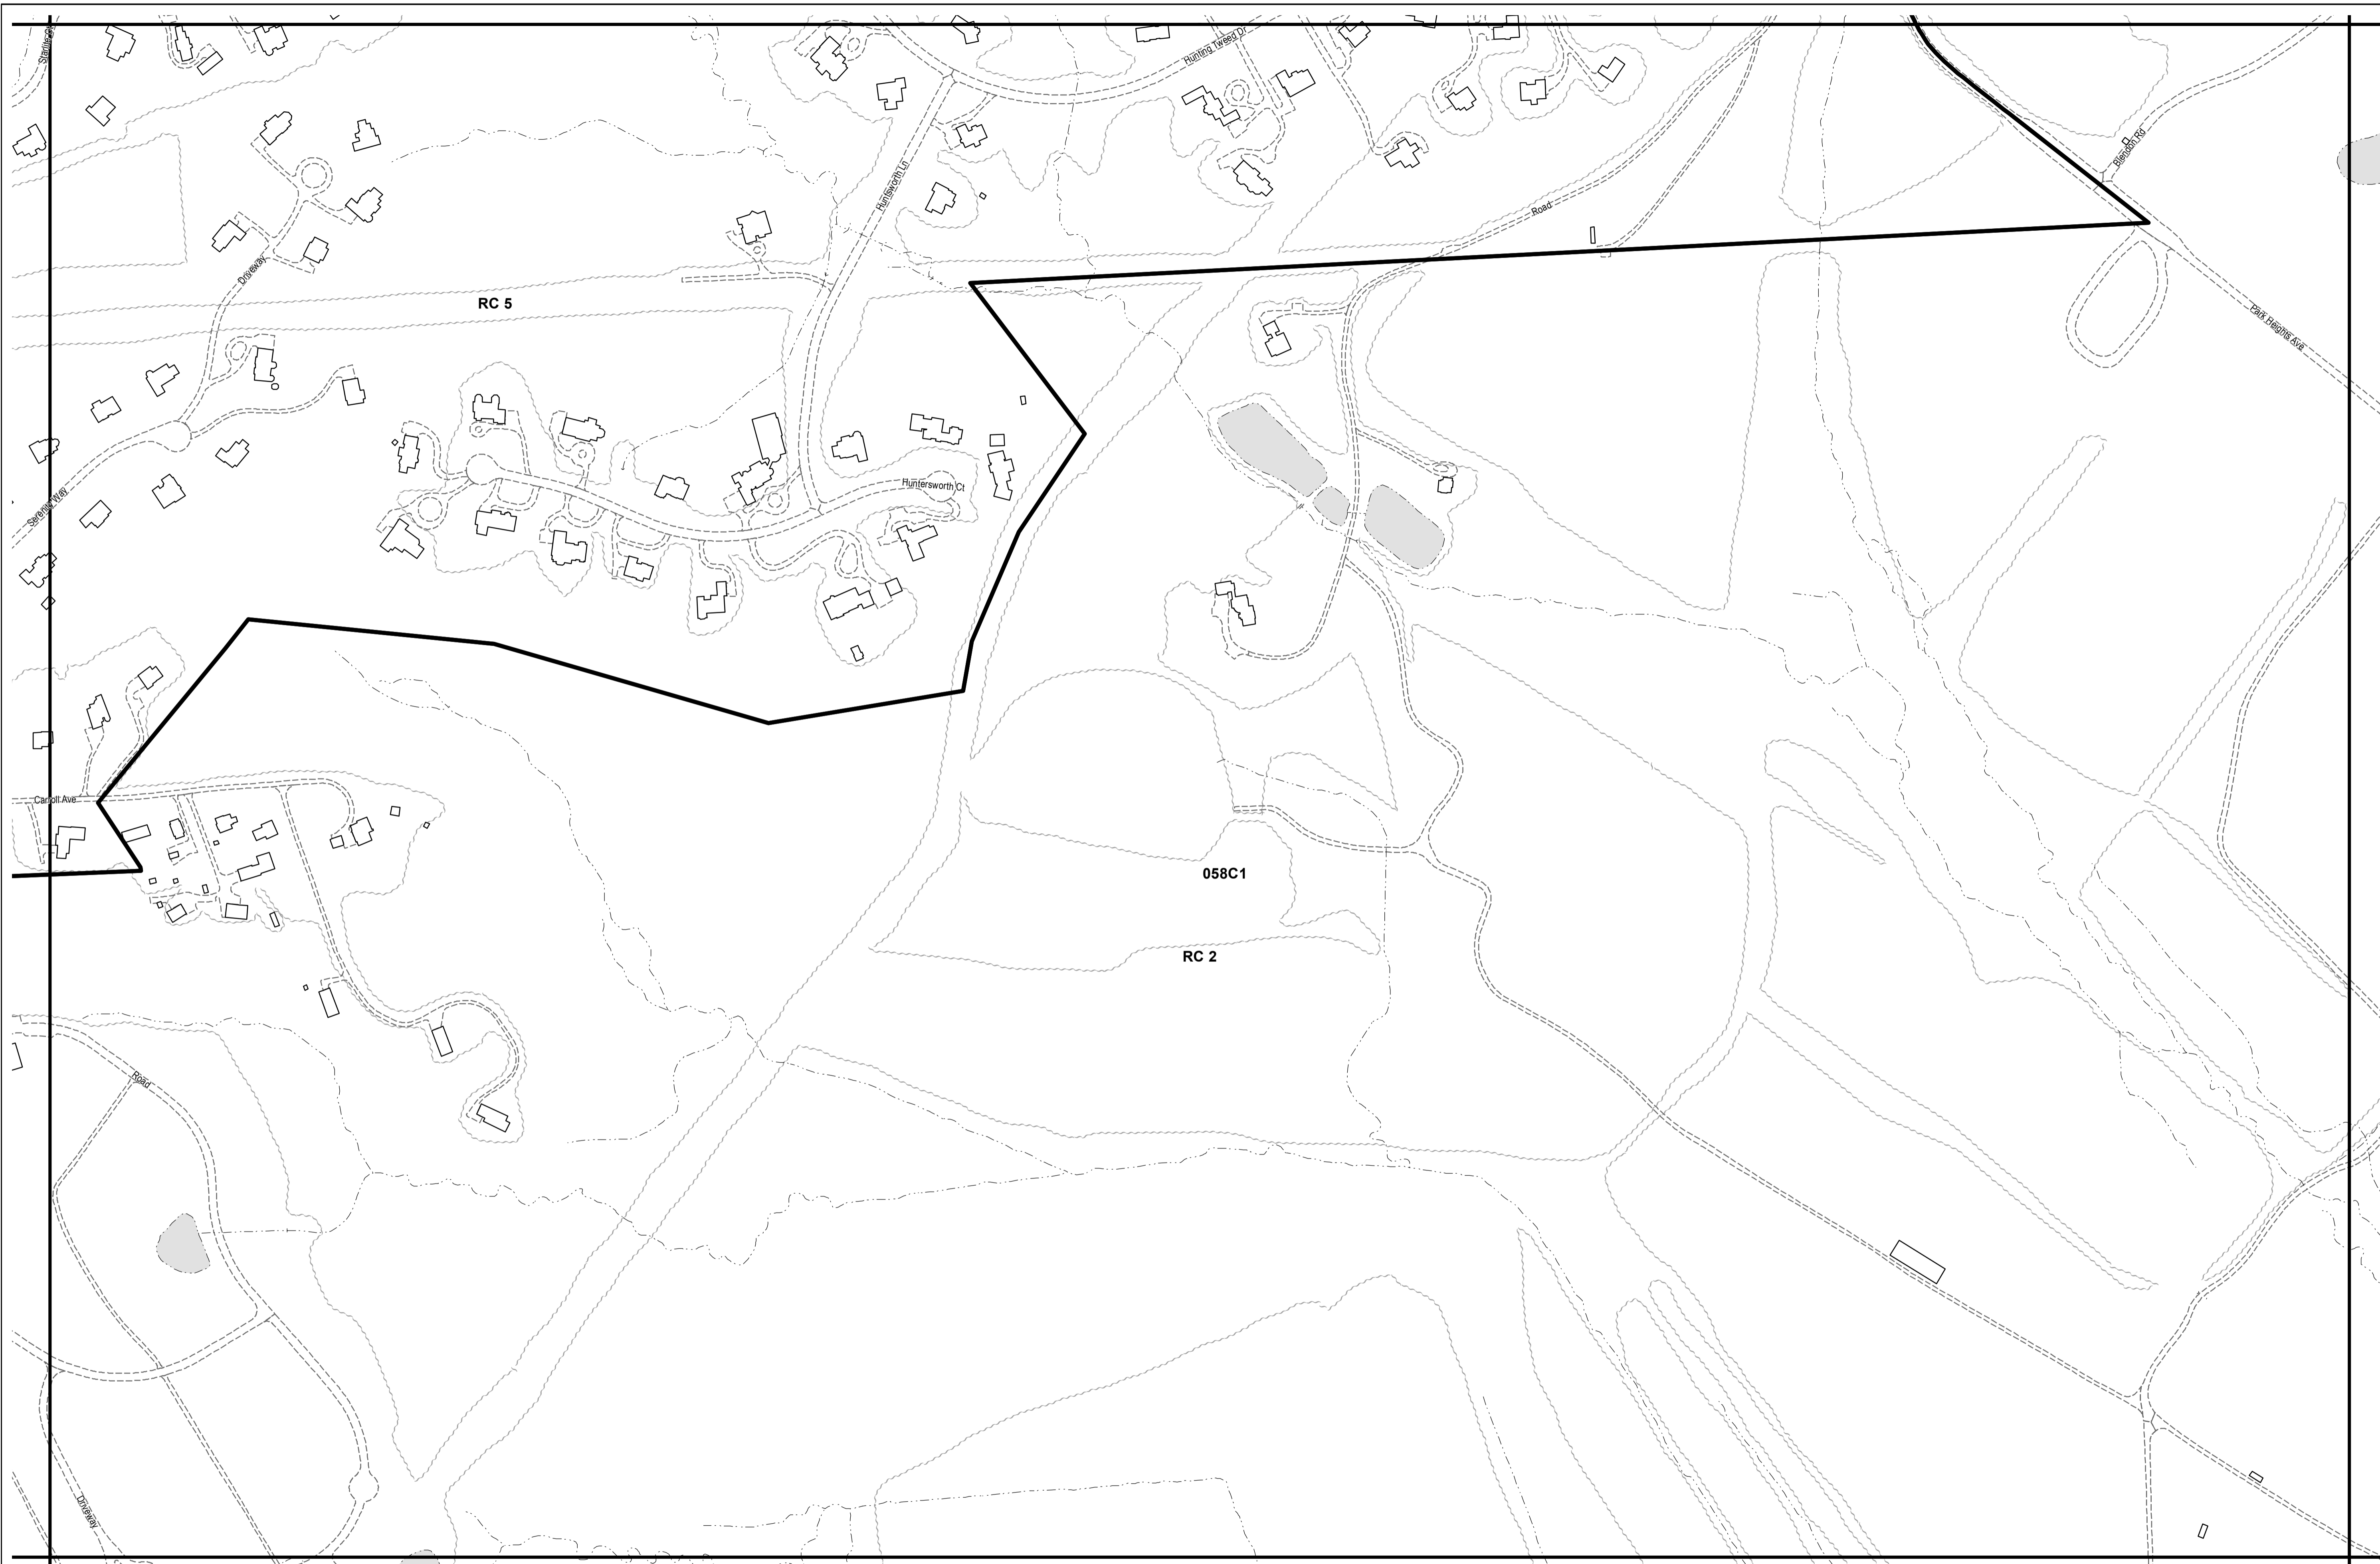 Hunting Tweed Dr
Blendon Rd
Huntsworth Ln
Road
Driveway
RC 5
Park Heights Ave
Huntersworth Ct
Serenity Way
Carroll Ave
058C1
RC 2
Road
Driveway